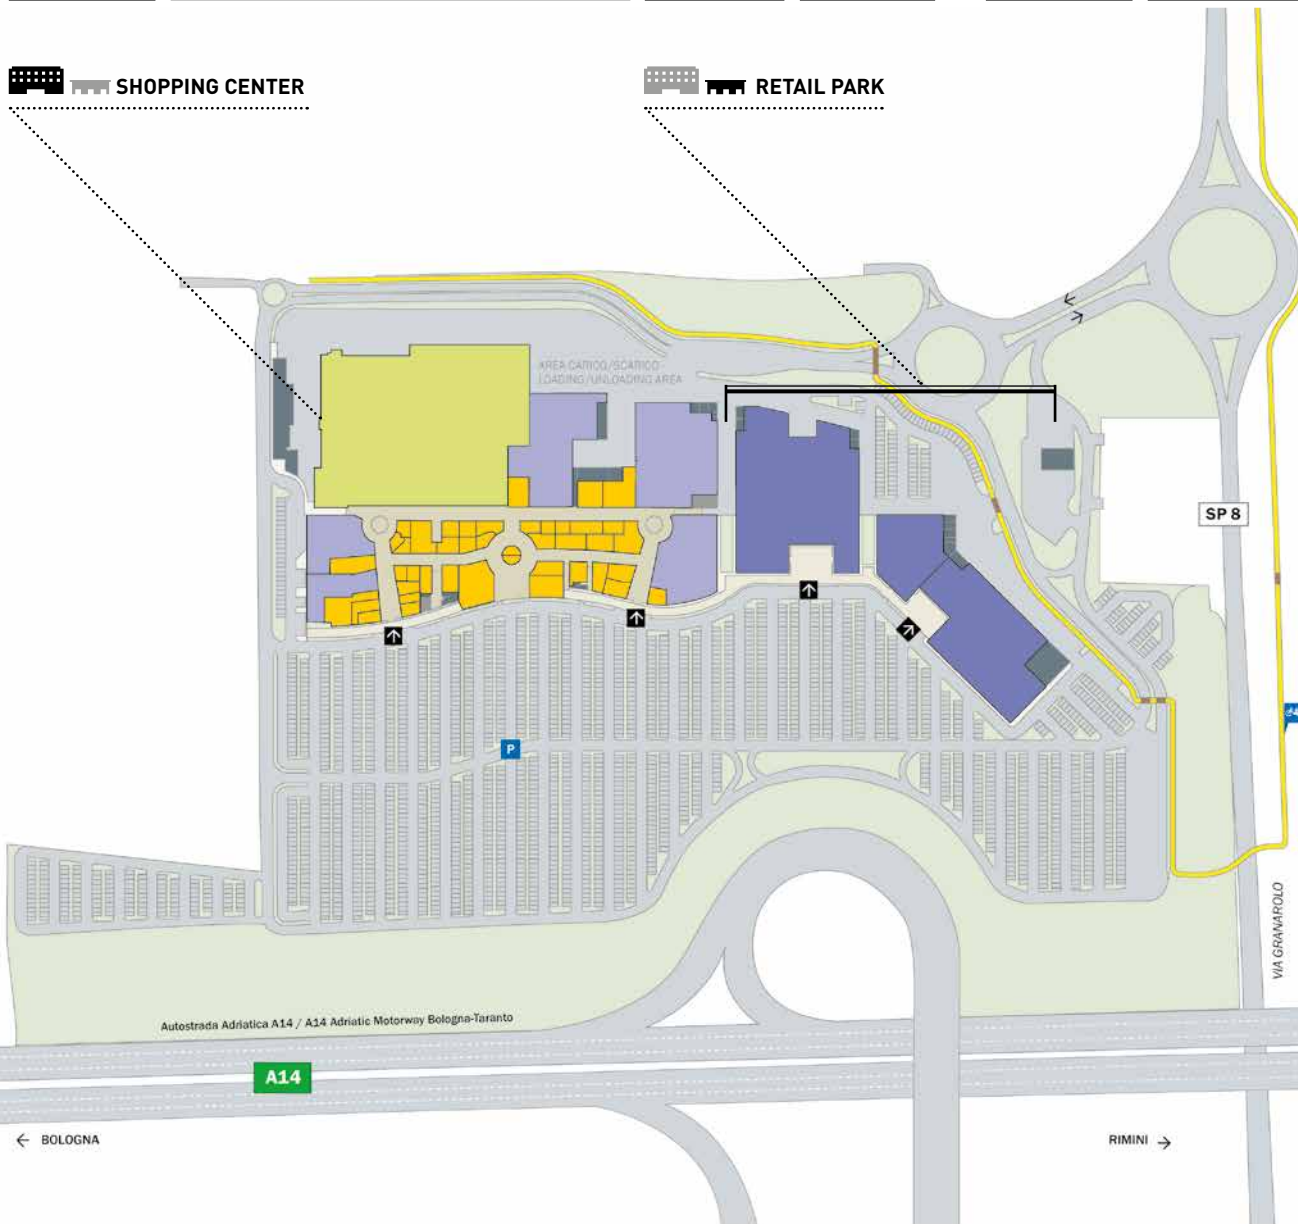 SHOPPING CENTER
RETAIL PARK
AREA CARICO/SCARICO
LOADING/UNLOADING AREA
SP 8
P
VIA GRANAROLO
Autostrada Adriatica A14 / A14 Adriatic Motorway Bologna-Taranto
A14
BOLOGNA
RIMINI